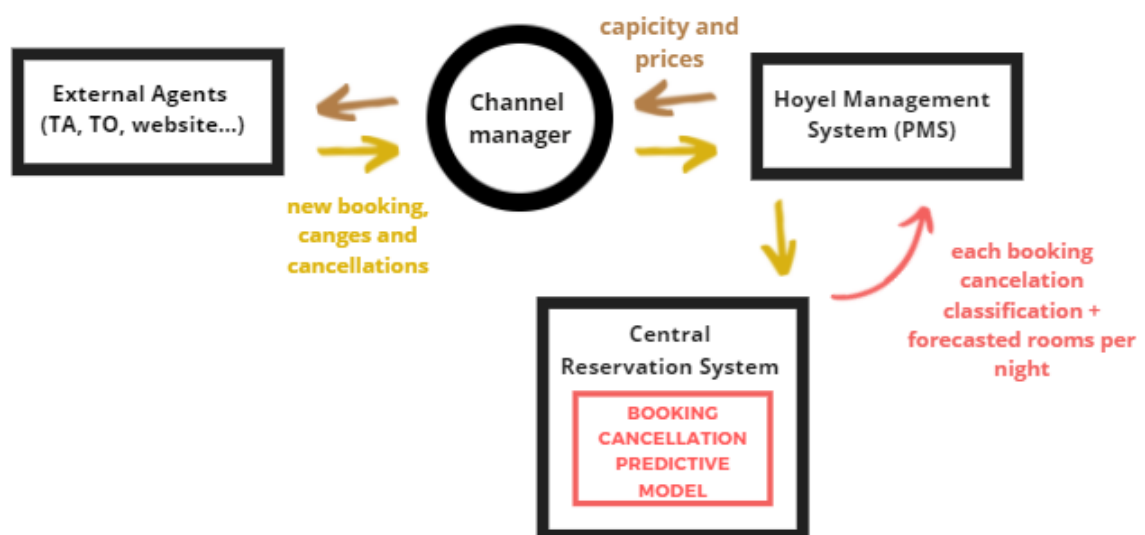 capicity and
prices
External Agents
(TA, TO, website...)
Channel
manager
Hoyel Management
System (PMS)
new booking,
canges and
cancellations
each booking
cancelation
classification +
forecasted rooms per
night
Central
Reservation System
BOOKING
CANCELLATION
PREDICTIVE
MODEL